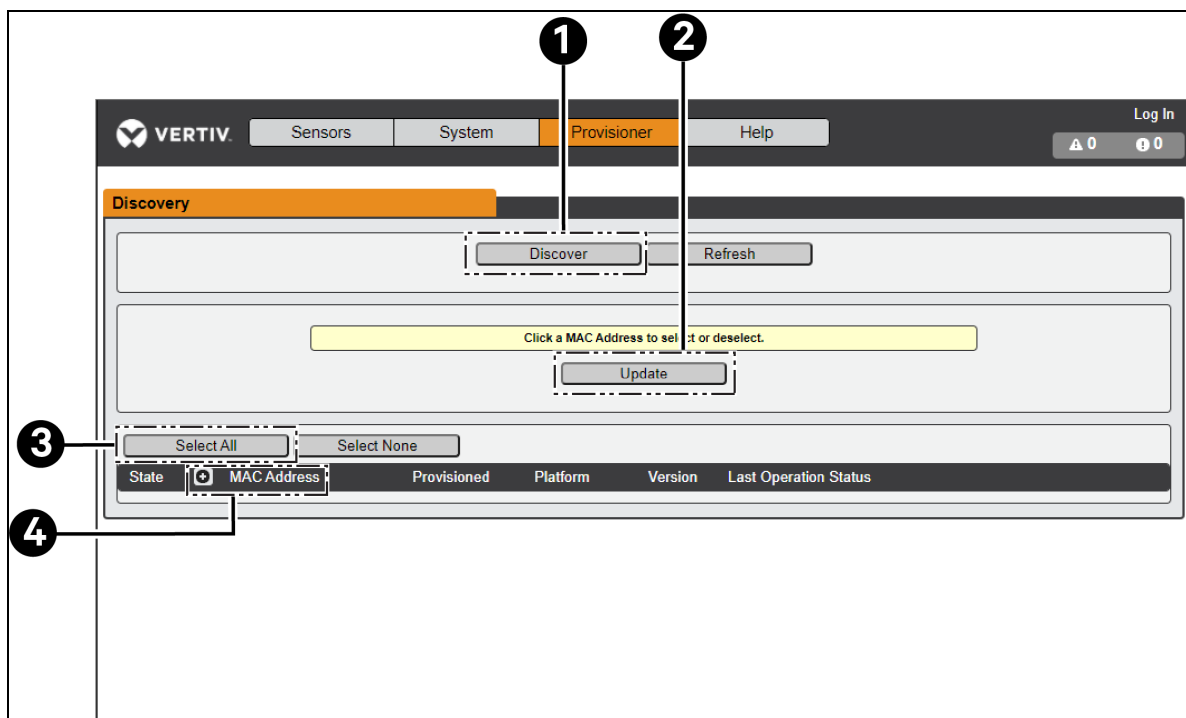 1 2
Log In
VERTIV. Sensors System Provisioner Help
0 0
Discovery
Discover Refresh
Click a MAC Address to select or deselect.
Update
3 Select All Select None
State MAC Address Provisioned Platform Version Last Operation Status
4